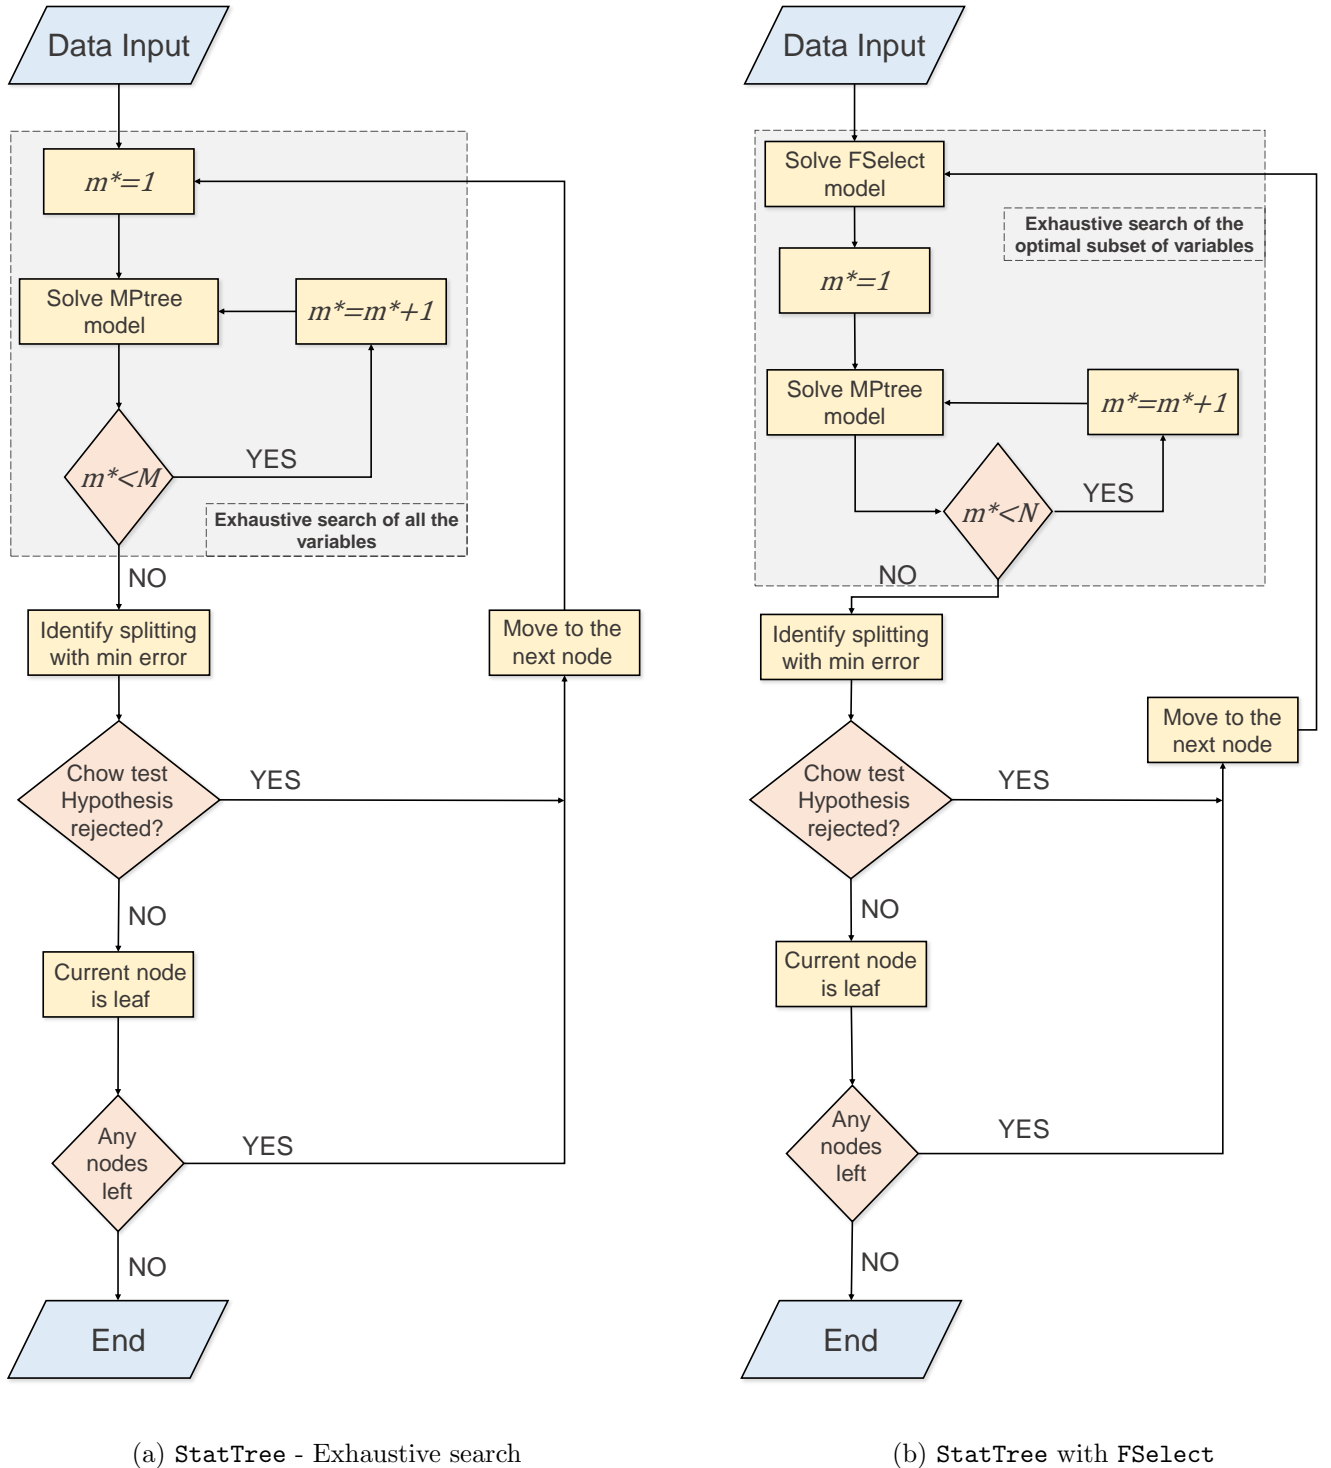 Data Input
m*=1
Solve MPtree
model
m*=m*+1
m*<M
YES
Exhaustive search of all the
variables
NO
Identify splitting
with min error
Move to the
next node
Chow test
Hypothesis
rejected?
YES
NO
Current node
is leaf
Any
nodes
left
YES
NO
End
(a) StatTree - Exhaustive search
Data Input
Solve FSelect
model
Exhaustive search of the
optimal subset of variables
m*=1
Solve MPtree
model
m*=m*+1
m*<N
YES
NO
Identify splitting
with min error
Move to the
next node
Chow test
Hypothesis
rejected?
YES
NO
Current node
is leaf
Any
nodes
left
YES
NO
End
(b) StatTree with FSelect